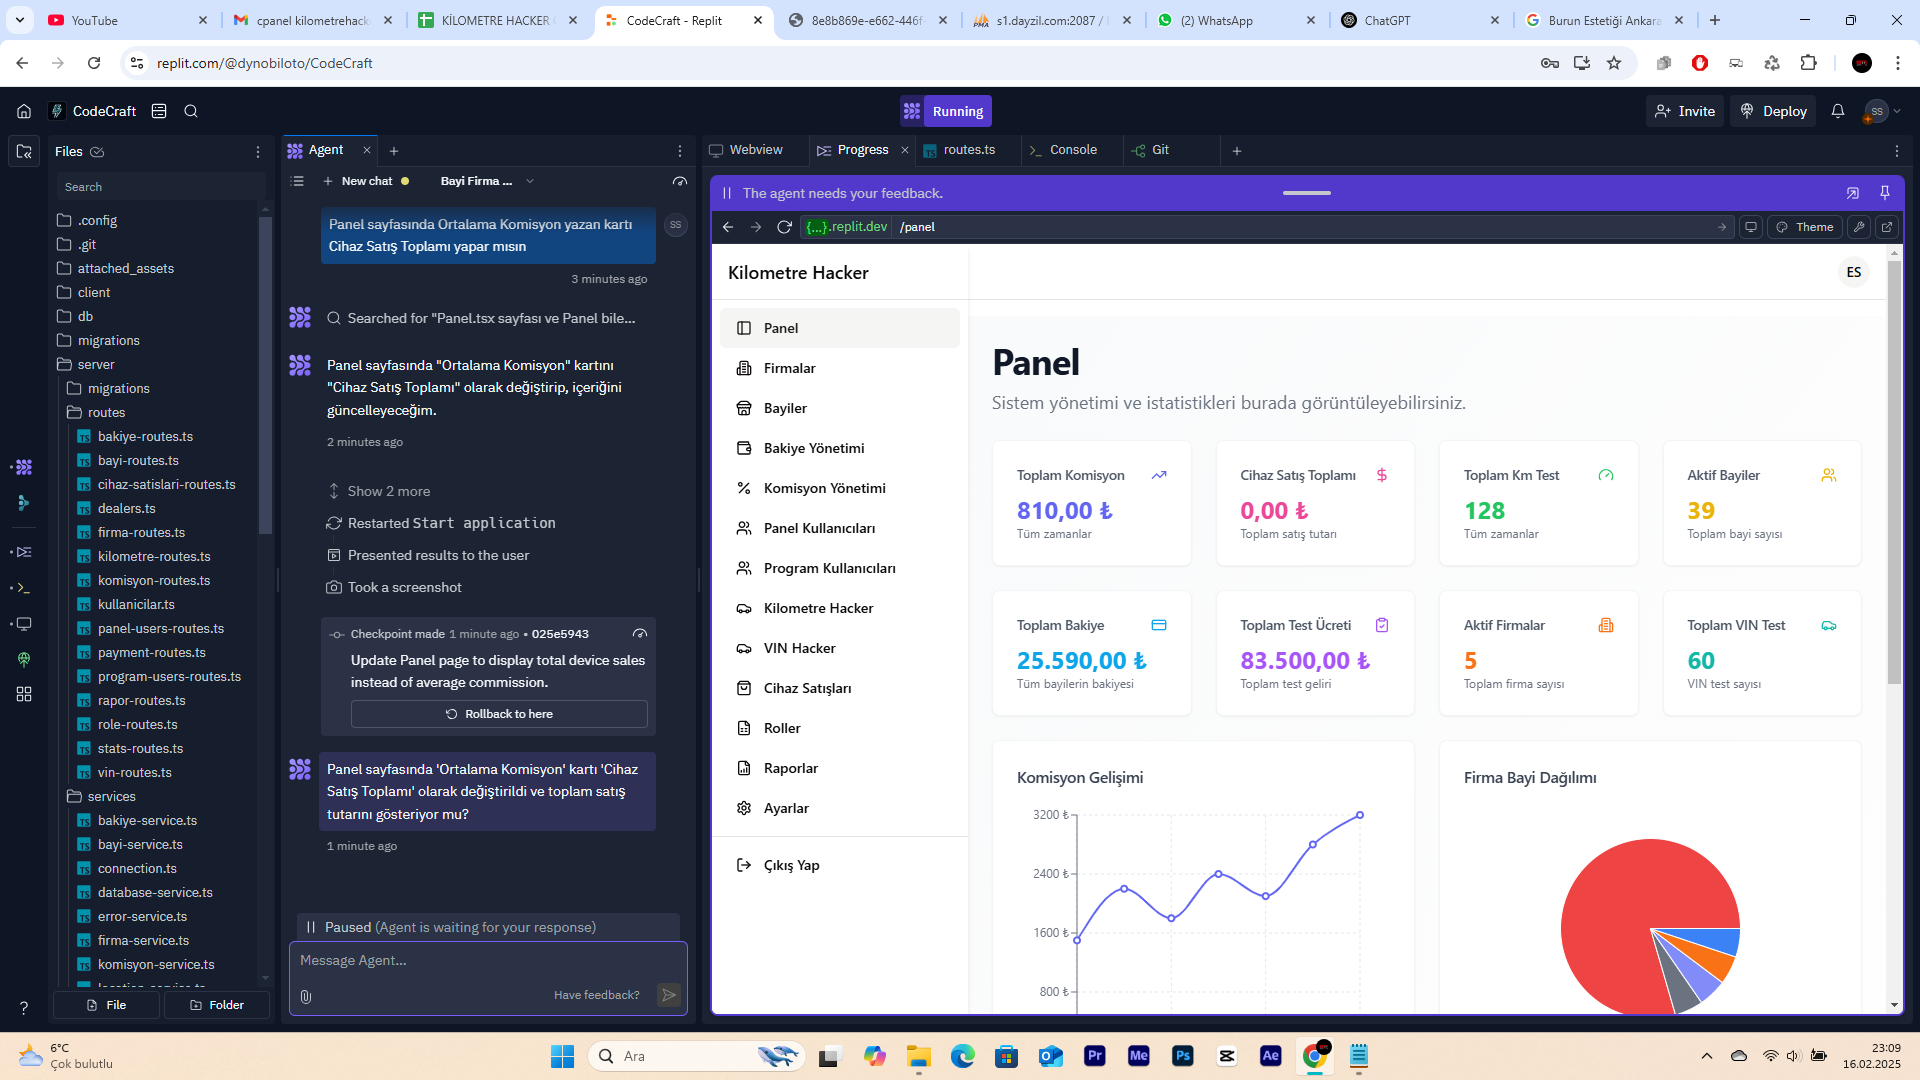 YouTube
cpanel kilometrehack
KİLOMETRE HACKER
CodeCraft - Replit
8e8b869e-e662-446f-
s1.dayzil.com:2087 /
(2) WhatsApp
ChatGPT
Burun Estetiği Ankara
replit.com/@dynobiloto/CodeCraft
CodeCraft
Running
Invite
Deploy
SS
Files
Search
.config
.git
attached_assets
client
db
migrations
server
migrations
routes
bakiye-routes.ts
bayi-routes.ts
cihaz-satislari-routes.ts
dealers.ts
firma-routes.ts
kilometre-routes.ts
komisyon-routes.ts
kullanicilar.ts
panel-users-routes.ts
payment-routes.ts
program-users-routes.ts
rapor-routes.ts
role-routes.ts
stats-routes.ts
vin-routes.ts
services
bakiye-service.ts
bayi-service.ts
connection.ts
database-service.ts
error-service.ts
firma-service.ts
komisyon-service.ts
File
Folder
Agent
New chat
Bayi Firma ...
Panel sayfasında Ortalama Komisyon yazan kartı
Cihaz Satış Toplamı yapar mısın
SS
3 minutes ago
Searched for "Panel.tsx sayfası ve Panel bile...
Panel sayfasında "Ortalama Komisyon" kartını
"Cihaz Satış Toplamı" olarak değiştirip, içeriğini
güncelleyeceğim.
2 minutes ago
Show 2 more
Restarted Start application
Presented results to the user
Took a screenshot
Checkpoint made 1 minute ago • 025e5943
Update Panel page to display total device sales
instead of average commission.
Rollback to here
Panel sayfasında 'Ortalama Komisyon' kartı 'Cihaz
Satış Toplamı' olarak değiştirildi ve toplam satış
tutarını gösteriyor mu?
1 minute ago
Paused (Agent is waiting for your response)
Message Agent...
Have feedback?
Webview
Progress
routes.ts
Console
Git
The agent needs your feedback.
{...}.replit.dev
/panel
Theme
Kilometre Hacker
ES
Panel
Firmalar
Bayiler
Bakiye Yönetimi
Komisyon Yönetimi
Panel Kullanıcıları
Program Kullanıcıları
Kilometre Hacker
VIN Hacker
Cihaz Satışları
Roller
Raporlar
Ayarlar
Çıkış Yap
Panel
Sistem yönetimi ve istatistikleri burada görüntüleyebilirsiniz.
Toplam Komisyon
810,00 ₺
Tüm zamanlar
Cihaz Satış Toplamı
0,00 ₺
Toplam satış tutarı
Toplam Km Test
128
Tüm zamanlar
Aktif Bayiler
39
Toplam bayi sayısı
Toplam Bakiye
25.590,00 ₺
Tüm bayilerin bakiyesi
Toplam Test Ücreti
83.500,00 ₺
Toplam test geliri
Aktif Firmalar
5
Toplam firma sayısı
Toplam VIN Test
60
VIN test sayısı
Komisyon Gelişimi
3200 ₺
2400 ₺
1600 ₺
800 ₺
Firma Bayi Dağılımı
6°C
Çok bulutlu
Ara
Pr
Me
Ps
Ae
23:09
16.02.2025